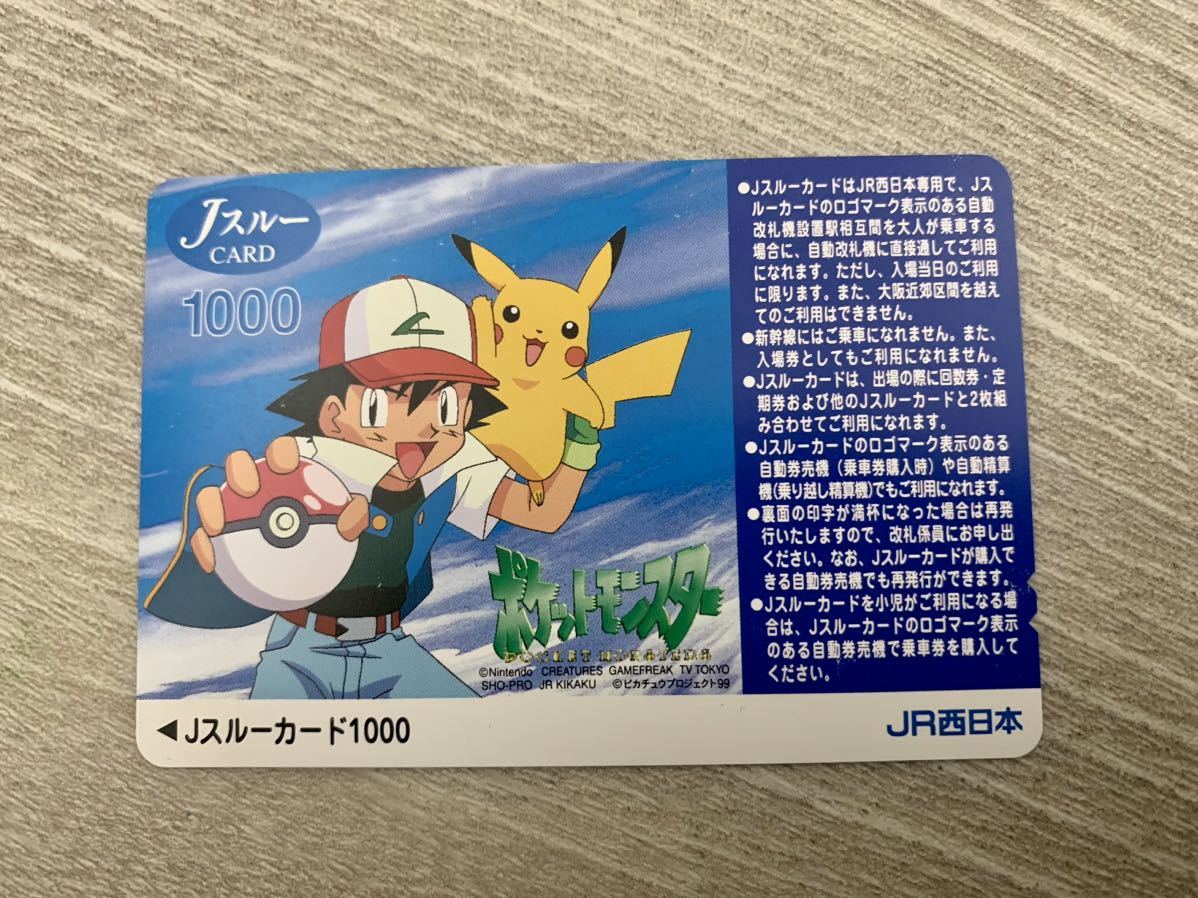 Jスルー
CARD
1000
ポケットモンスター
POCKET MONSTERS
©Nintendo CREATURES GAMEFREAK TV TOKYO
SHO-PRO JR KIKAKU ©ピカチュウプロジェクト99
●JスルーカードはJR西日本専用で、Jス
ルーカードのロゴマーク表示のある自動
改札機設置駅相互間を大人が乗車する
場合に、自動改札機に直接通してご利用
になれます。ただし、入場当日のご利用
に限ります。また、大阪近郊区間を越え
てのご利用はできません。
●新幹線にはご乗車になれません。また、
入場券としてもご利用になれません。
●Jスルーカードは、出場の際に回数券・定
期券および他のJスルーカードと2枚組
み合わせてご利用になれます。
●Jスルーカードのロゴマーク表示のある
自動券売機（乗車券購入時）や自動精算
機(乗り越し精算機)でもご利用になれます。
●裏面の印字が満杯になった場合は再発
行いたしますので、改札係員にお申し出
ください。なお、Jスルーカードが購入で
きる自動券売機でも再発行ができます。
●Jスルーカードを小児がご利用になる場
合は、Jスルーカードのロゴマーク表示
のある自動券売機で乗車券を購入して
ください。
◀Jスルーカード1000
JR西日本